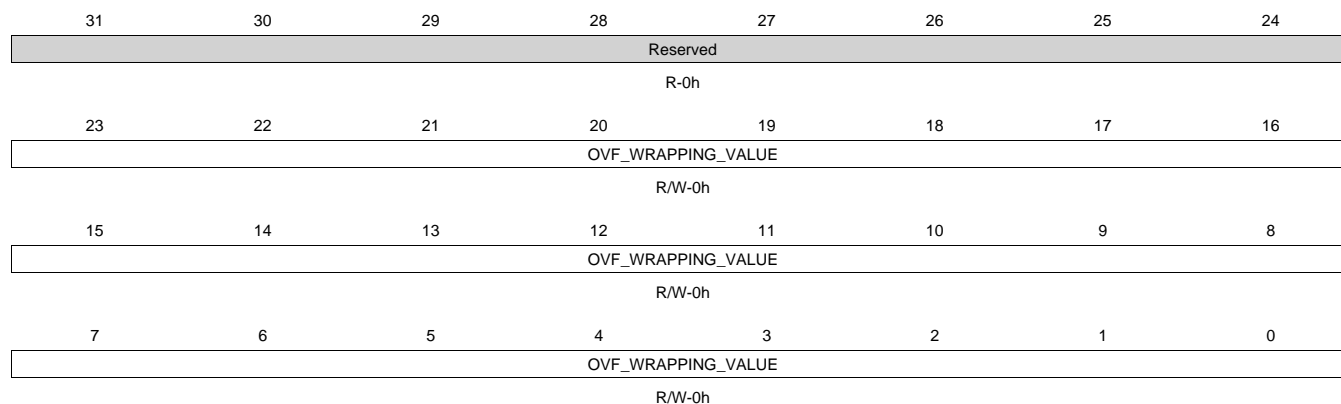 31 30 29 28 27 26 25 24
Reserved
R-0h
23 22 21 20 19 18 17 16
OVF_WRAPPING_VALUE
R/W-0h
15 14 13 12 11 10 9 8
OVF_WRAPPING_VALUE
R/W-0h
7 6 5 4 3 2 1 0
OVF_WRAPPING_VALUE
R/W-0h